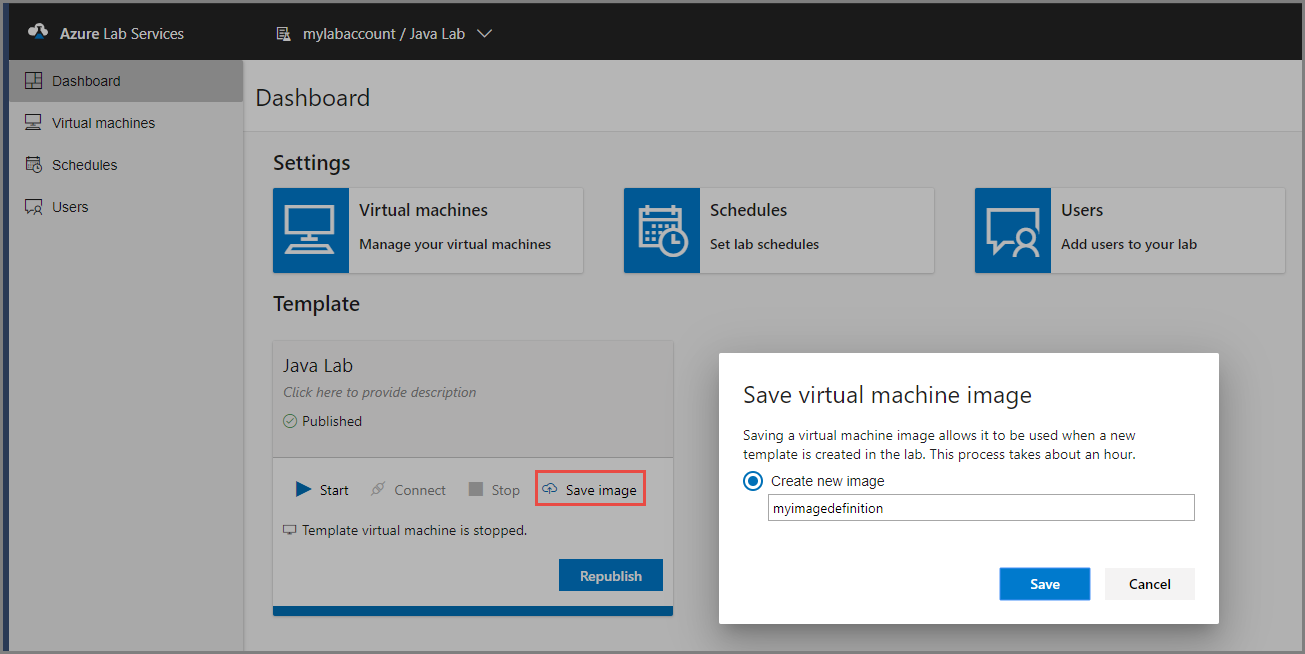 Azure Lab Services
mylabaccount / Java Lab
Dashboard
Virtual machines
Schedules
Users
Dashboard
Settings
Virtual machines
Manage your virtual machines
Schedules
Set lab schedules
Users
Add users to your lab
Template
Java Lab
Click here to provide description
Published
Start
Connect
Stop
Save image
Template virtual machine is stopped.
Republish
Save virtual machine image
Saving a virtual machine image allows it to be used when a new
template is created in the lab. This process takes about an hour.
Create new image
myimagedefinition
Save
Cancel